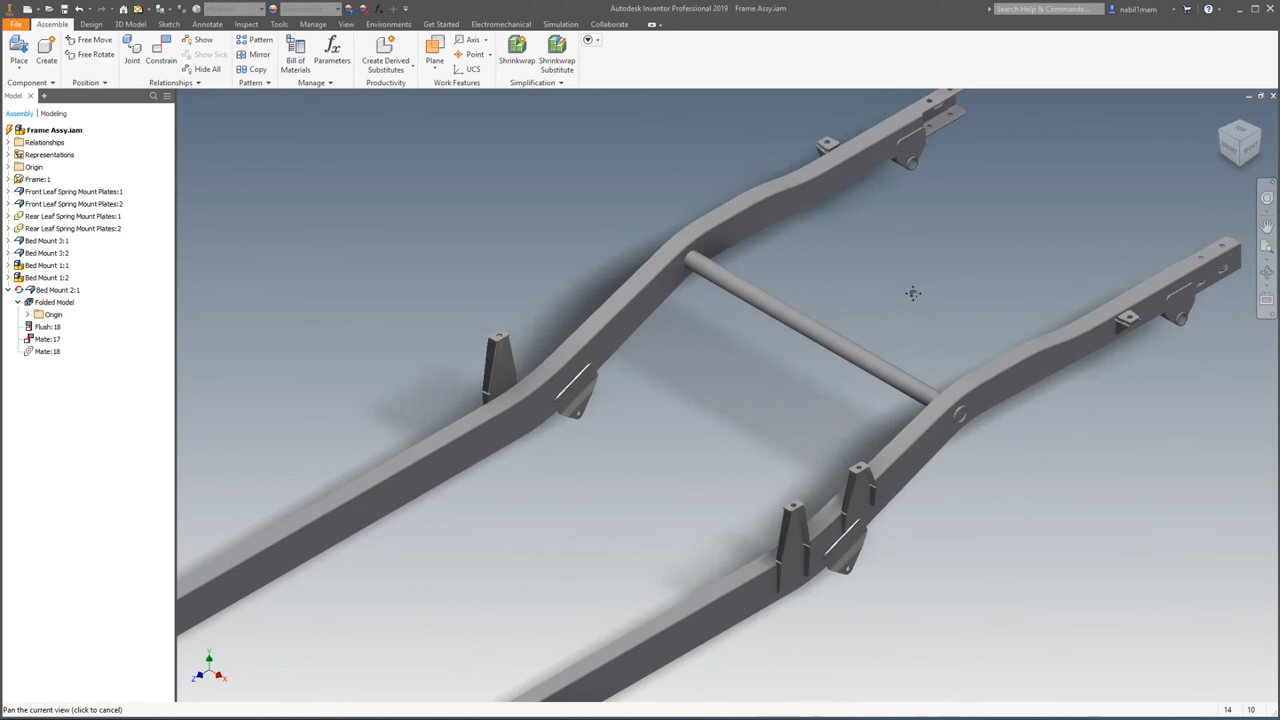 Autodesk Inventor Professional 2019   Frame Assy.iam
Search Help & Commands...
nabil1mam
File Assemble Design 3D Model Sketch Annotate Inspect Tools Manage View Environments Get Started Electromechanical Simulation Collaborate
Place
Create
Free Move
Free Rotate
Component
Position
Joint
Constrain
Show
Show Sick
Hide All
Relationships
Pattern
Mirror
Copy
Pattern
Bill of
Materials
Parameters
Manage
Create Derived
Substitutes
Productivity
Plane
Axis
Point
UCS
Work Features
Shrinkwrap
Shrinkwrap
Substitute
Simplification
Model
Assembly | Modeling
Frame Assy.iam
Relationships
Representations
Origin
Frame:1
Front Leaf Spring Mount Plates:1
Front Leaf Spring Mount Plates:2
Rear Leaf Spring Mount Plates:1
Rear Leaf Spring Mount Plates:2
Bed Mount 3:1
Bed Mount 3:2
Bed Mount 1:1
Bed Mount 1:2
Bed Mount 2:1
Folded Model
Origin
Flush:18
Mate:17
Mate:18
Y
Z
X
Pan the current view (click to cancel)
14 10